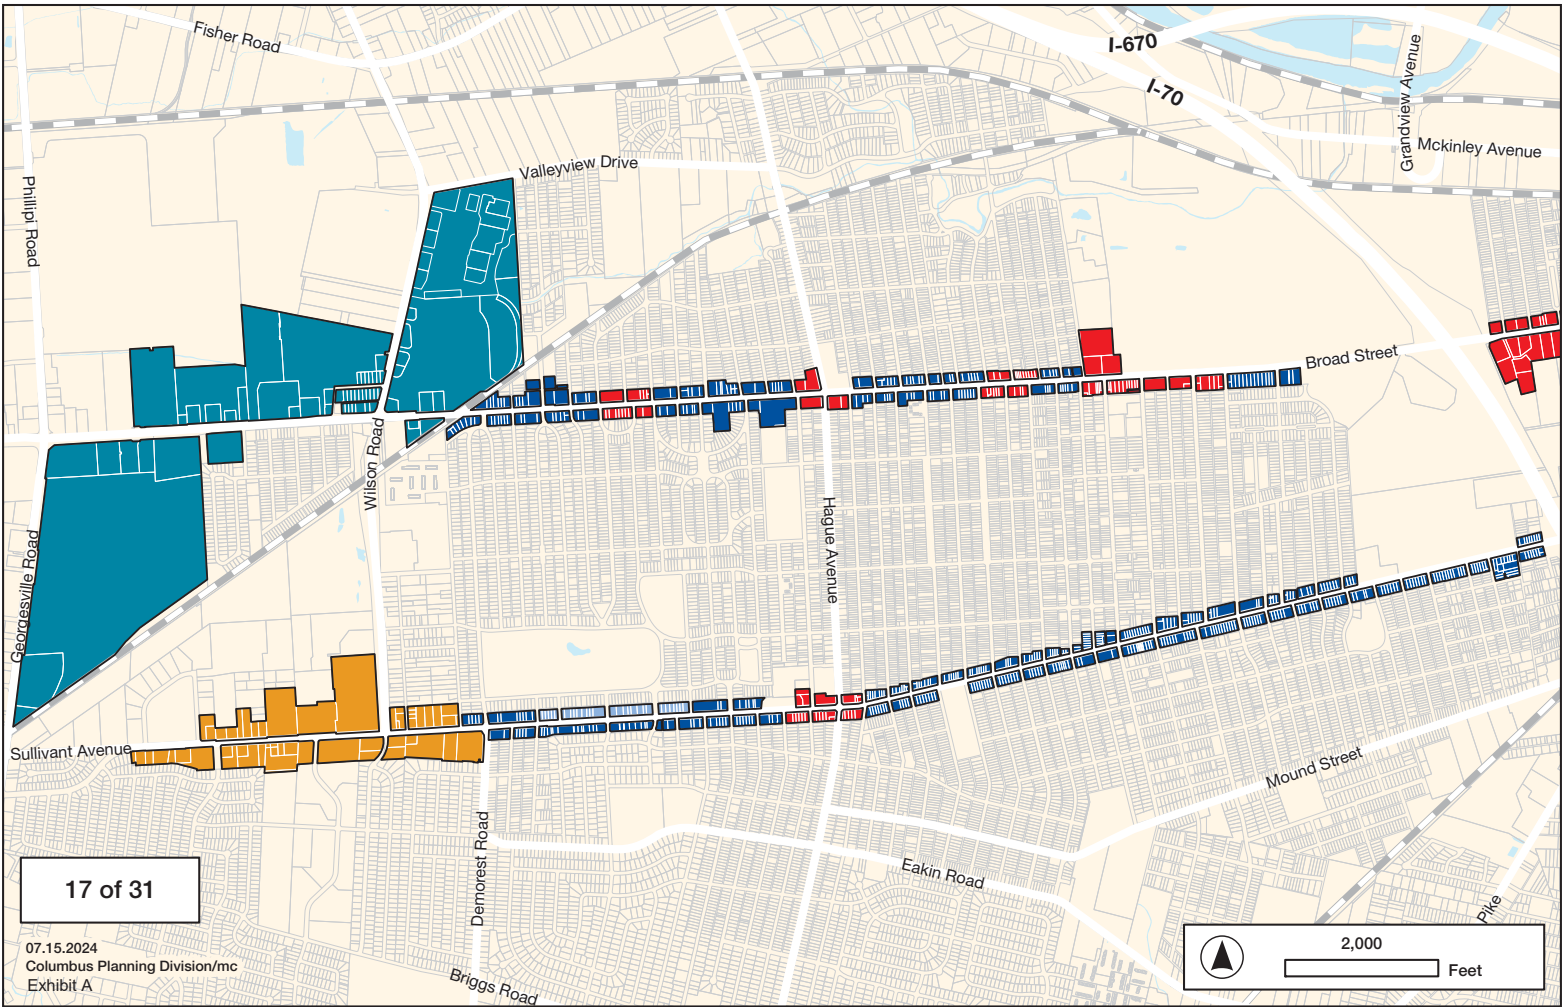 Fisher Road
I-670
I-70
Grandview Avenue
Mckinley Avenue
Valleyview Drive
Phillipi Road
Broad Street
Wilson Road
Hague Avenue
Georgesville Road
Sullivant Avenue
Mound Street
Demorest Road
Eakin Road
Pike
Briggs Road
17 of 31
07.15.2024
Columbus Planning Division/mc
Exhibit A
2,000
Feet